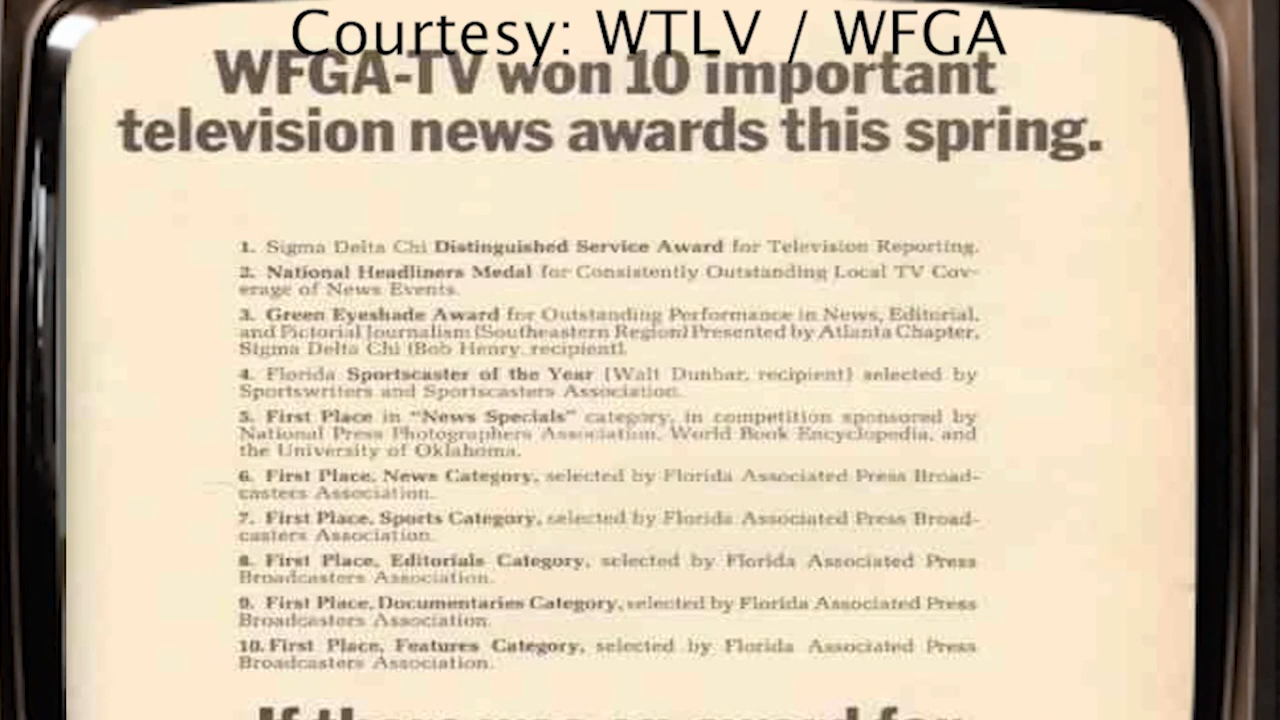 Courtesy: WTLV / WFGA
WFGA-TV won 10 important
television news awards this spring.
1. Sigma Delta Chi Distinguished Service Award for Television Reporting.
2. National Headliners Medal for Consistently Outstanding Local TV Cov-
erage of News Events.
3. Green Eyeshade Award for Outstanding Performance in News, Editorial,
and Pictorial Journalism (Southeastern Region) Presented by Atlanta Chapter,
Sigma Delta Chi (Bob Henry, recipient).
4. Florida Sportscaster of the Year (Walt Dunbar, recipient) selected by
Sportswriters and Sportscasters Association.
5. First Place in “News Specials” category, in competition sponsored by
National Press Photographers Association, World Book Encyclopedia, and
the University of Oklahoma.
6. First Place, News Category, selected by Florida Associated Press Broad-
casters Association.
7. First Place, Sports Category, selected by Florida Associated Press Broad-
casters Association.
8. First Place, Editorials Category, selected by Florida Associated Press
Broadcasters Association.
9. First Place, Documentaries Category, selected by Florida Associated Press
Broadcasters Association.
10. First Place, Features Category, selected by Florida Associated Press
Broadcasters Association.
If there was an award for